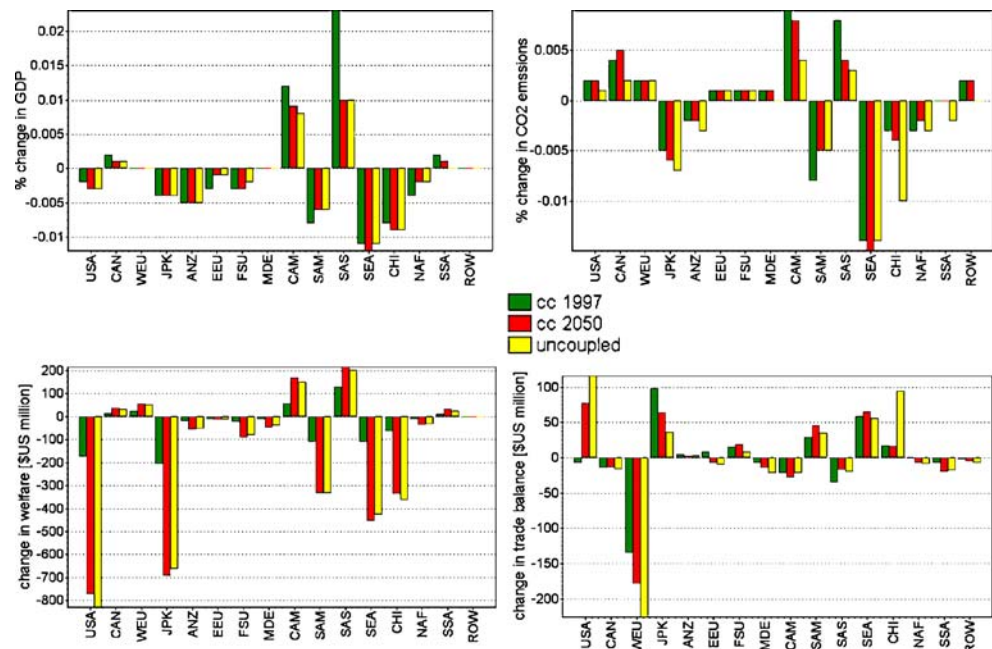 % change in GDP
0.02
0.015
0.01
0.005
0
-0.005
-0.01
USA CAN WEU JPK ANZ EEU FSU MDE CAM SAM SAS SEA CHI NAF SSA ROW
% change in CO2 emssions
0.005
0
-0.005
-0.01
USA CAN WEU JPK ANZ EEU FSU MDE CAM SAM SAS SEA CHI NAF SSA ROW
cc 1997
cc 2050
uncoupled
change in welfare [$US million]
200
100
0
-100
-200
-300
-400
-500
-600
-700
-800
USA CAN WEU JPK ANZ EEU FSU MDE CAM SAM SAS SEA CHI NAF SSA ROW
change in trade balance [$US million]
100
50
0
-50
-100
-150
-200
USA CAN WEU JPK ANZ EEU FSU MDE CAM SAM SAS SEA CHI NAF SSA ROW